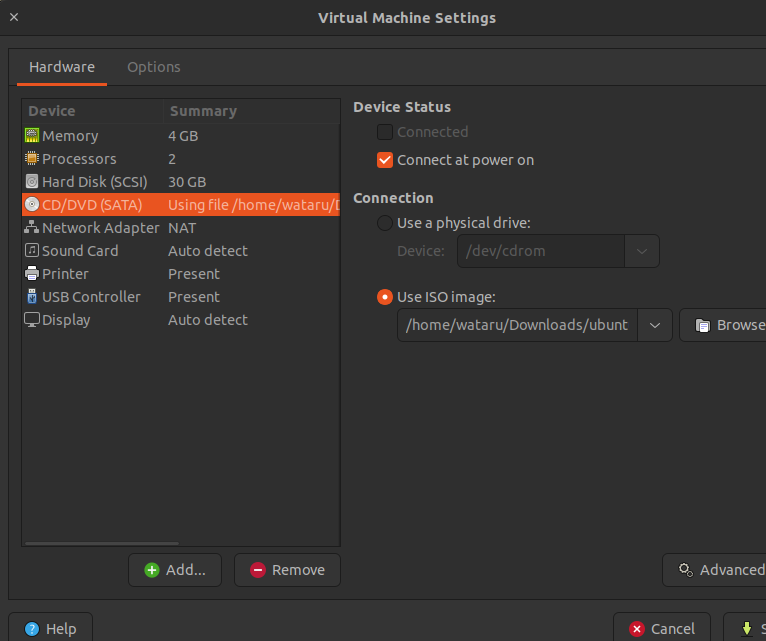 Virtual Machine Settings
Hardware Options
Device Summary
Memory 4 GB
Processors 2
Hard Disk (SCSI) 30 GB
CD/DVD (SATA) Using file /home/wataru/D
Network Adapter NAT
Sound Card Auto detect
Printer Present
USB Controller Present
Display Auto detect
Add...
Remove
Device Status
Connected
Connect at power on
Connection
Use a physical drive:
Device: /dev/cdrom
Use ISO image:
/home/wataru/Downloads/ubunt Browse
Advanced
Help
Cancel
S